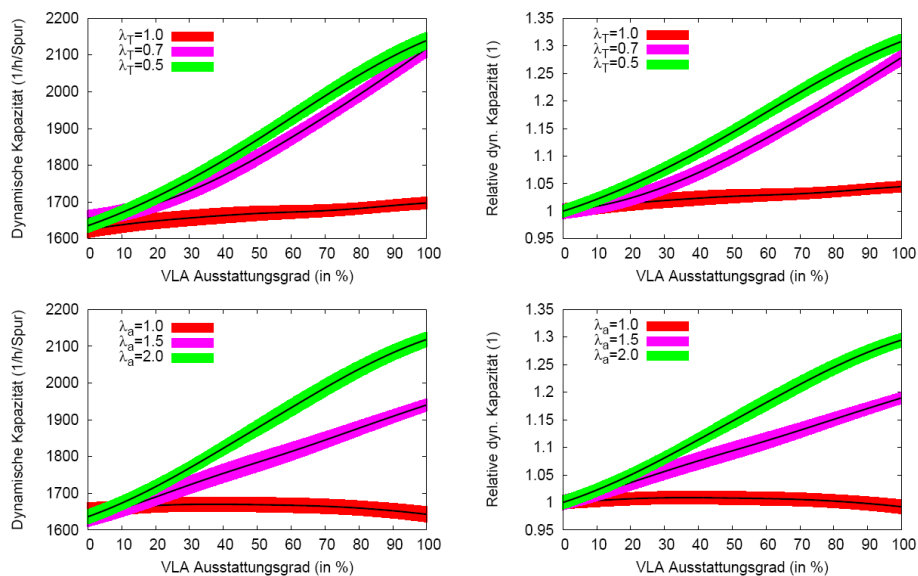 Dynamische Kapazität (1/h/Spur)
2200
2100
2000
1900
1800
1700
1600
λT=1.0
λT=0.7
λT=0.5
0 10 20 30 40 50 60 70 80 90 100
VLA Ausstattungsgrad (in %)
Relative dyn. Kapazität (1)
1.35
1.3
1.25
1.2
1.15
1.1
1.05
1.0
0.95
λT=1.0
λT=0.7
λT=0.5
0 10 20 30 40 50 60 70 80 90 100
VLA Ausstattungsgrad (in %)
Dynamische Kapazität (1/h/Spur)
2200
2100
2000
1900
1800
1700
1600
λa=1.0
λa=1.5
λa=2.0
0 10 20 30 40 50 60 70 80 90 100
VLA Ausstattungsgrad (in %)
Relative dyn. Kapazität (1)
1.35
1.3
1.25
1.2
1.15
1.1
1.05
1.0
0.95
λa=1.0
λa=1.5
λa=2.0
0 10 20 30 40 50 60 70 80 90 100
VLA Ausstattungsgrad (in %)